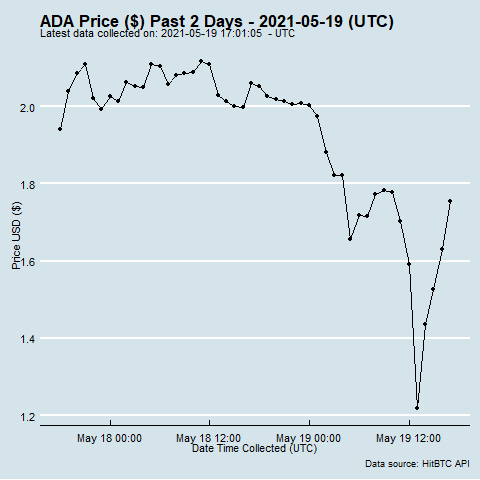 ADA Price ($) Past 2 Days - 2021-05-19 (UTC)
Latest data collected on: 2021-05-19 17:01:05 - UTC
Price USD ($)
2.0
1.8
1.6
1.4
1.2
May 18 00:00 May 18 12:00 May 19 00:00 May 19 12:00
Date Time Collected (UTC)
Data source: HitBTC API